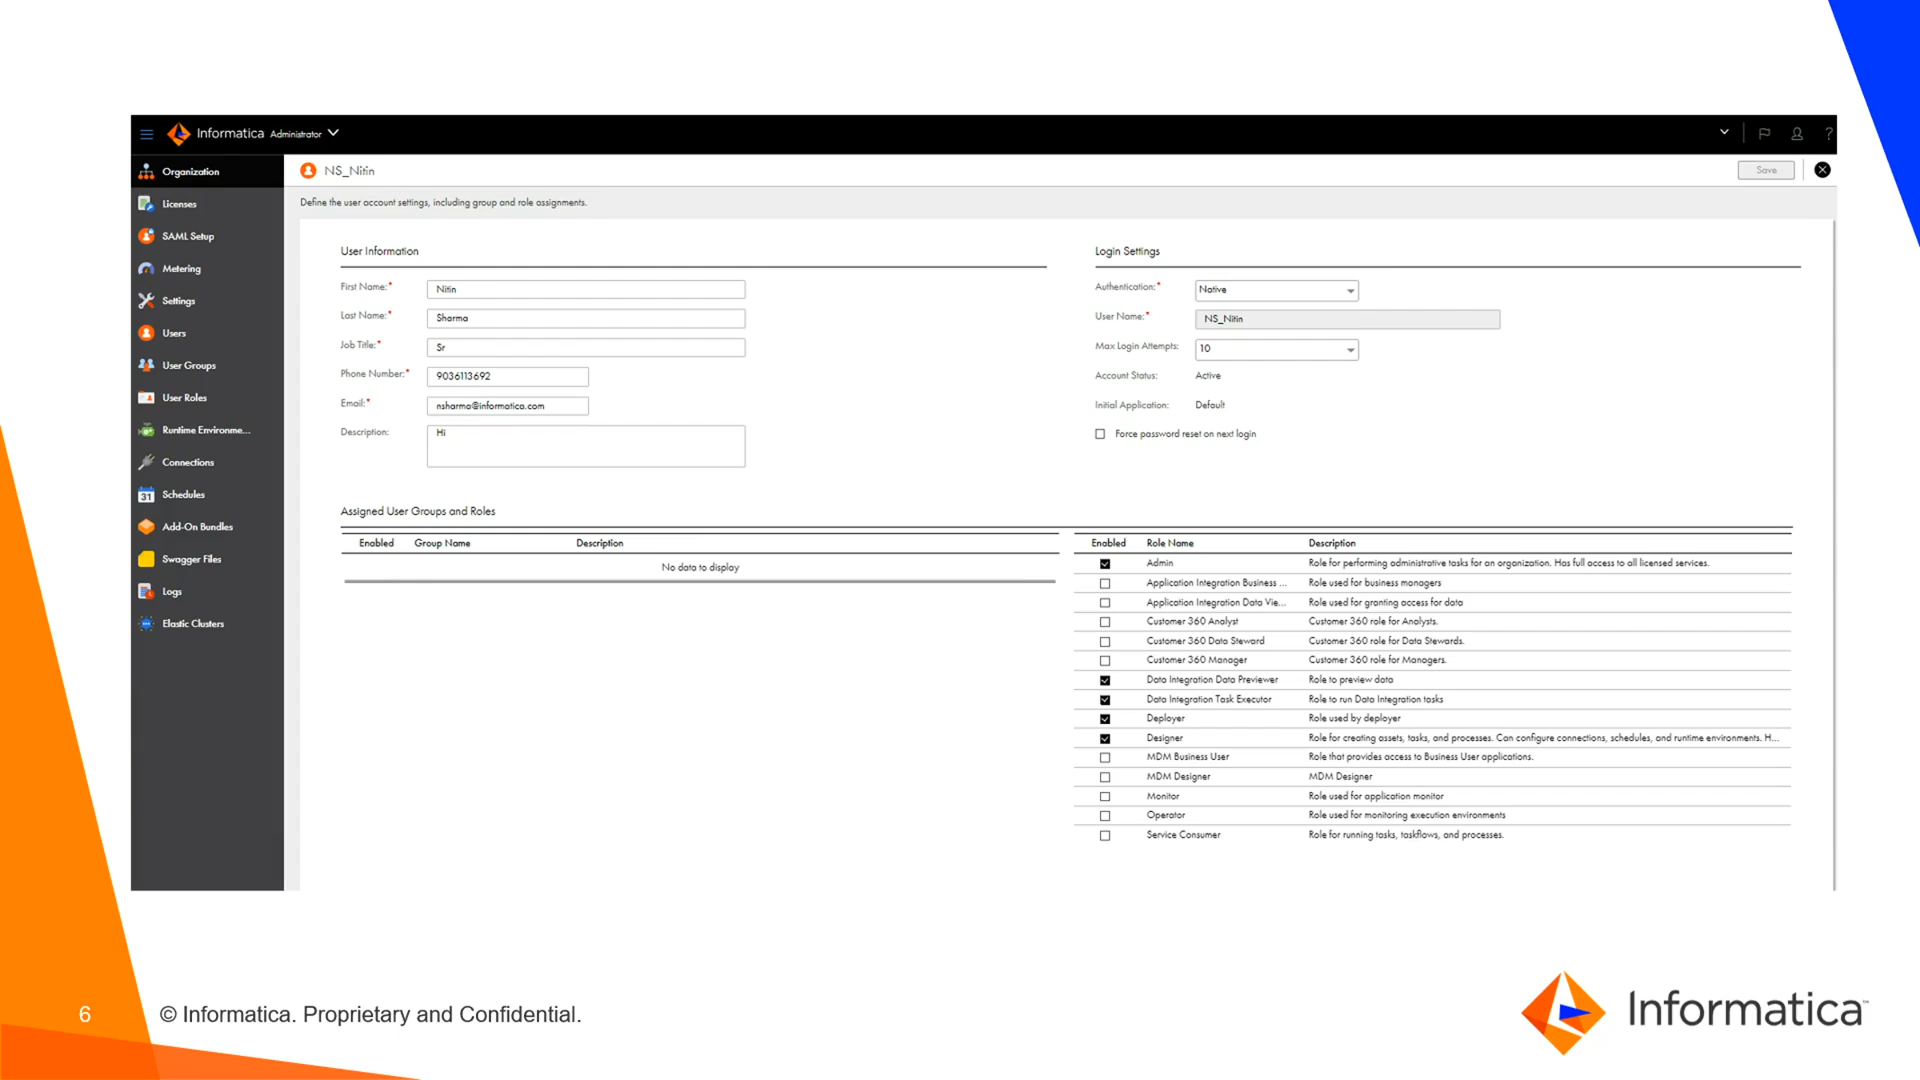 Informatica Administrator
?
Organization
Licenses
SAML Setup
Metering
Settings
Users
User Groups
User Roles
Runtime Environme...
Connections
31 Schedules
Add-On Bundles
Swagger Files
Logs
Elastic Clusters
NS_Nitin
Save
Define the user account settings, including group and role assignments.
User Information
First Name:* Nitin
Last Name:* Sharma
Job Title:* Sr
Phone Number:* 9036113692
Email:* nsharma@informatica.com
Description: Hi
Login Settings
Authentication:* Native
User Name:* NS_Nitin
Max Login Attempts: 10
Account Status: Active
Initial Application: Default
Force password reset on next login
Assigned User Groups and Roles
Enabled Group Name Description
No data to display
Enabled Role Name Description
Admin Role for performing administrative tasks for an organization. Has full access to all licensed services.
Application Integration Business ... Role used for business managers
Application Integration Data Vie... Role used for granting access for data
Customer 360 Analyst Customer 360 role for Analysts.
Customer 360 Data Steward Customer 360 role for Data Stewards.
Customer 360 Manager Customer 360 role for Managers.
Data Integration Data Previewer Role to preview data
Data Integration Task Executor Role to run Data Integration tasks
Deployer Role used by deployer
Designer Role for creating assets, tasks, and processes. Can configure connections, schedules, and runtime environments. H...
MDM Business User Role that provides access to Business User applications.
MDM Designer MDM Designer
Monitor Role used for application monitor
Operator Role used for monitoring execution environments
Service Consumer Role for running tasks, taskflows, and processes.
6
© Informatica. Proprietary and Confidential.
Informatica™